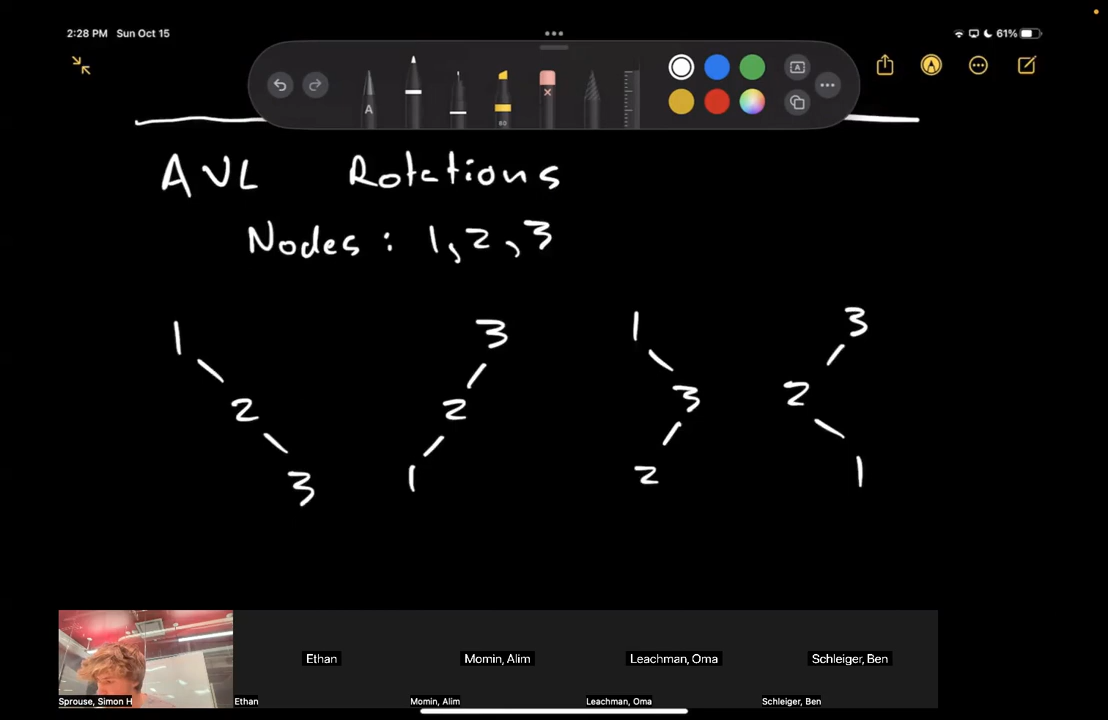 2:28 PM Sun Oct 15
61%
A
80
A
AVL Rotations
Nodes: 1, 2, 3
1 3 1 3
2 2 3 2
3 1 2 1
Ethan
Momin, Alim
Leachman, Oma
Schleiger, Ben
Sprouse, Simon H
Ethan
Momin, Alim
Leachman, Oma
Schleiger, Ben